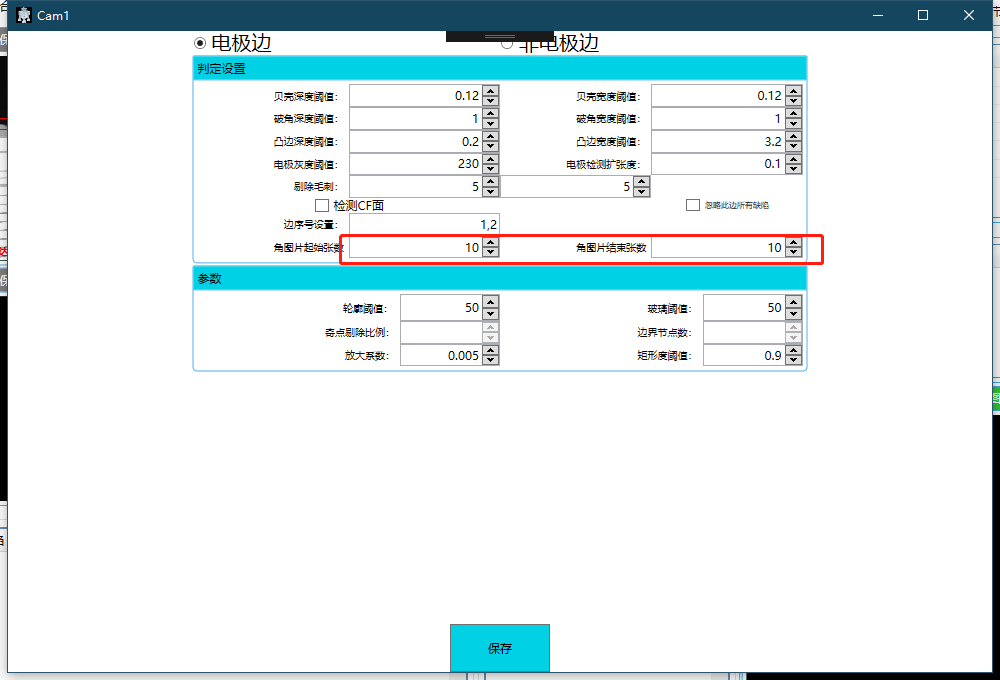 Cam1
电极边 非电极边
判定设置
贝壳深度阈值： 0.12 贝壳宽度阈值： 0.12
破角深度阈值： 1 破角宽度阈值： 1
凸边深度阈值： 0.2 凸边宽度阈值： 3.2
电极灰度阈值： 230 电极检测扩张度： 0.1
剔除毛刺： 5 5
检测CF面 忽略此边所有缺陷
边序号设置： 1,2
角图片起始张数 10 角图片结束张数 10
参数
轮廓阈值： 50 玻璃阈值： 50
奇点剔除比例： 边界节点数：
放大系数： 0.005 矩形度阈值： 0.9
保存